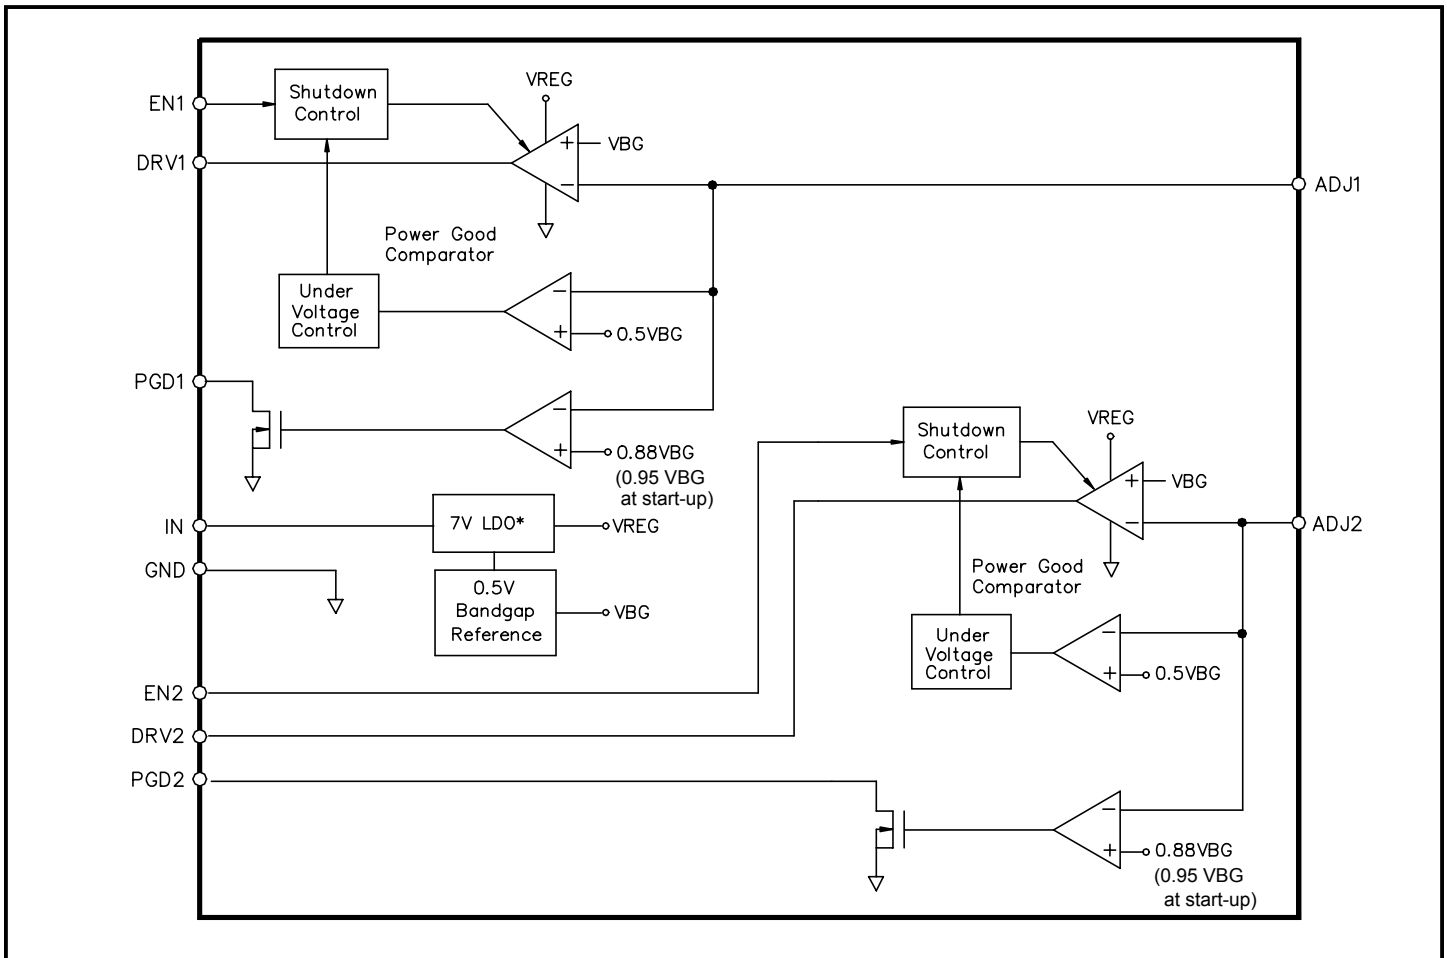 VREG
EN1
Shutdown
Control
+
VBG
DRV1
−
ADJ1
Power Good
Comparator
Under
Voltage
Control
−
+
0.5VBG
PGD1
−
+
0.88VBG
(0.95 VBG
at start-up)
IN
7V LDO*
VREG
GND
0.5V
Bandgap
Reference
VBG
Shutdown
Control
VREG
+
VBG
−
ADJ2
Power Good
Comparator
Under
Voltage
Control
−
+
0.5VBG
EN2
DRV2
PGD2
−
+
0.88VBG
(0.95 VBG
at start-up)